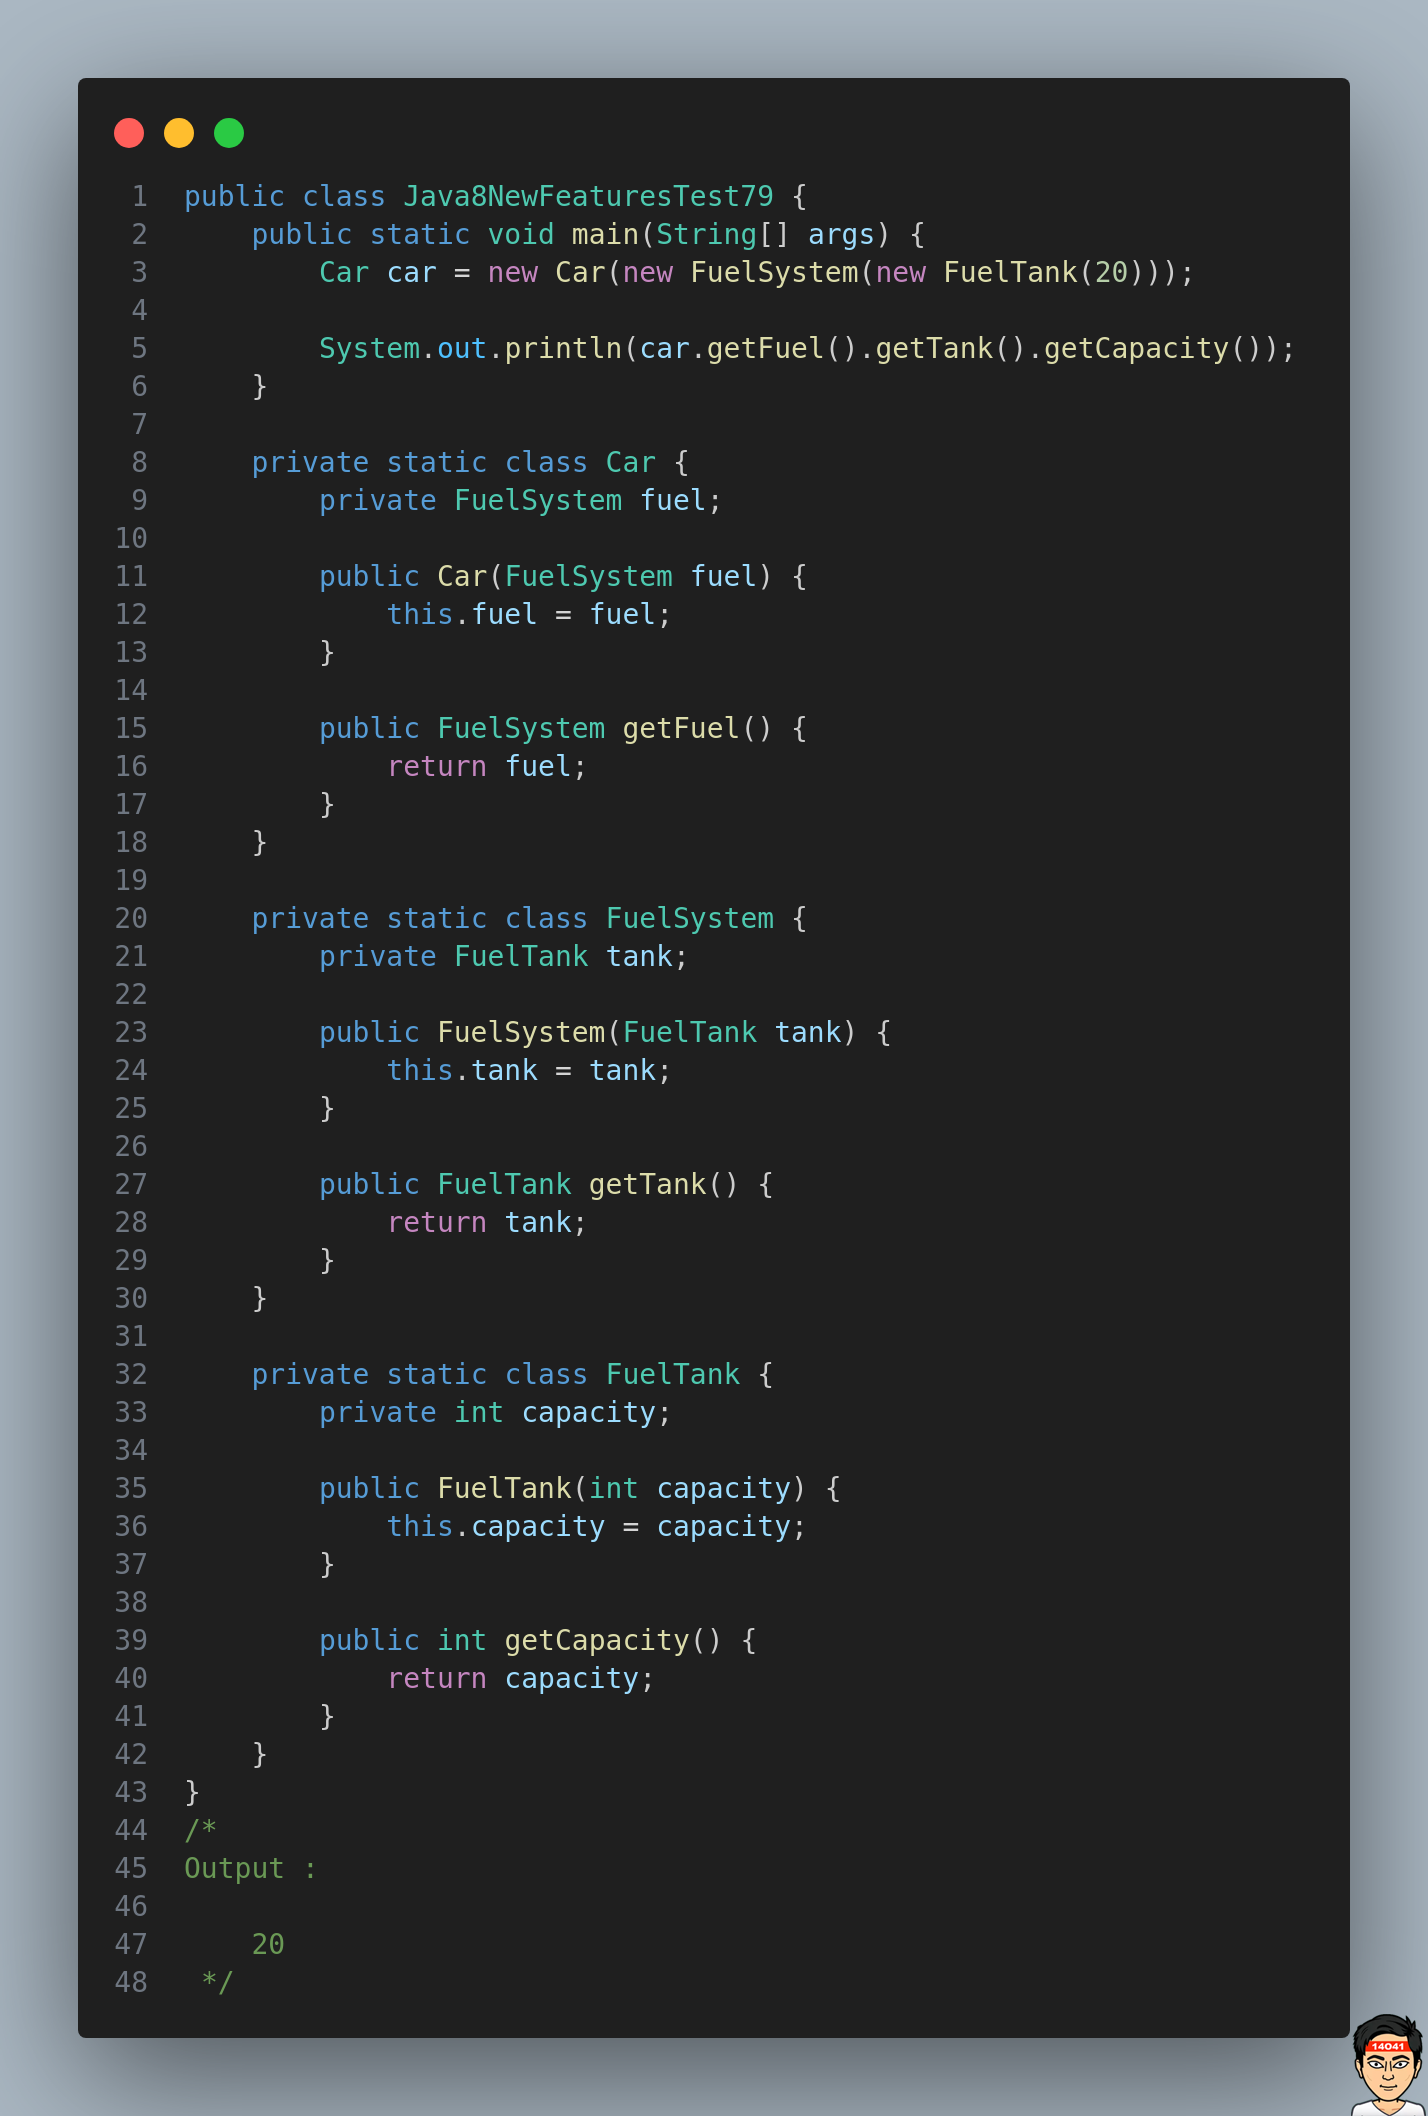 1 public class Java8NewFeaturesTest79 {
2     public static void main(String[] args) {
3         Car car = new Car(new FuelSystem(new FuelTank(20)));
4
5         System.out.println(car.getFuel().getTank().getCapacity());
6     }
7
8     private static class Car {
9         private FuelSystem fuel;
10
11         public Car(FuelSystem fuel) {
12             this.fuel = fuel;
13         }
14
15         public FuelSystem getFuel() {
16             return fuel;
17         }
18     }
19
20     private static class FuelSystem {
21         private FuelTank tank;
22
23         public FuelSystem(FuelTank tank) {
24             this.tank = tank;
25         }
26
27         public FuelTank getTank() {
28             return tank;
29         }
30     }
31
32     private static class FuelTank {
33         private int capacity;
34
35         public FuelTank(int capacity) {
36             this.capacity = capacity;
37         }
38
39         public int getCapacity() {
40             return capacity;
41         }
42     }
43 }
44 /*
45 Output :
46
47     20
48  */
14041